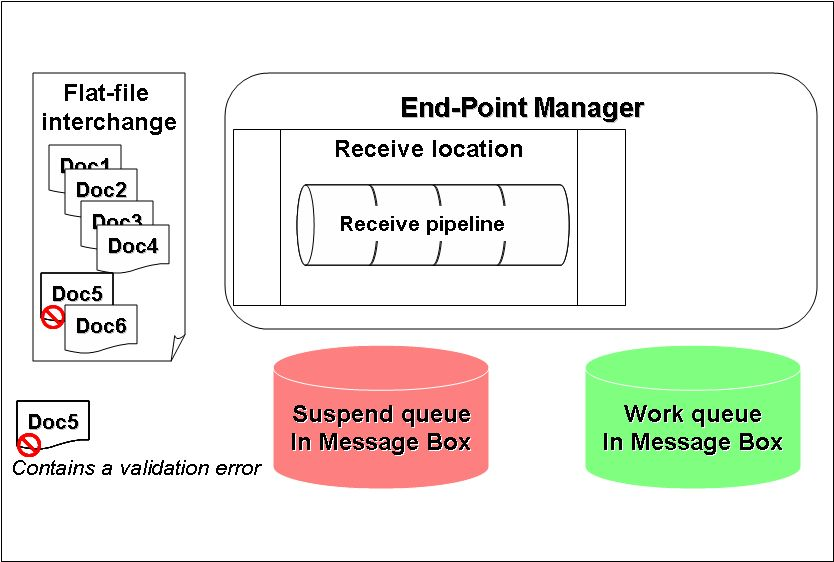 Flat-file
interchange
Doc1
Doc2
Doc3
Doc4
Doc5
Doc6
End-Point Manager
Receive location
Receive pipeline
Suspend queue
In Message Box
Work queue
In Message Box
Doc5
Contains a validation error